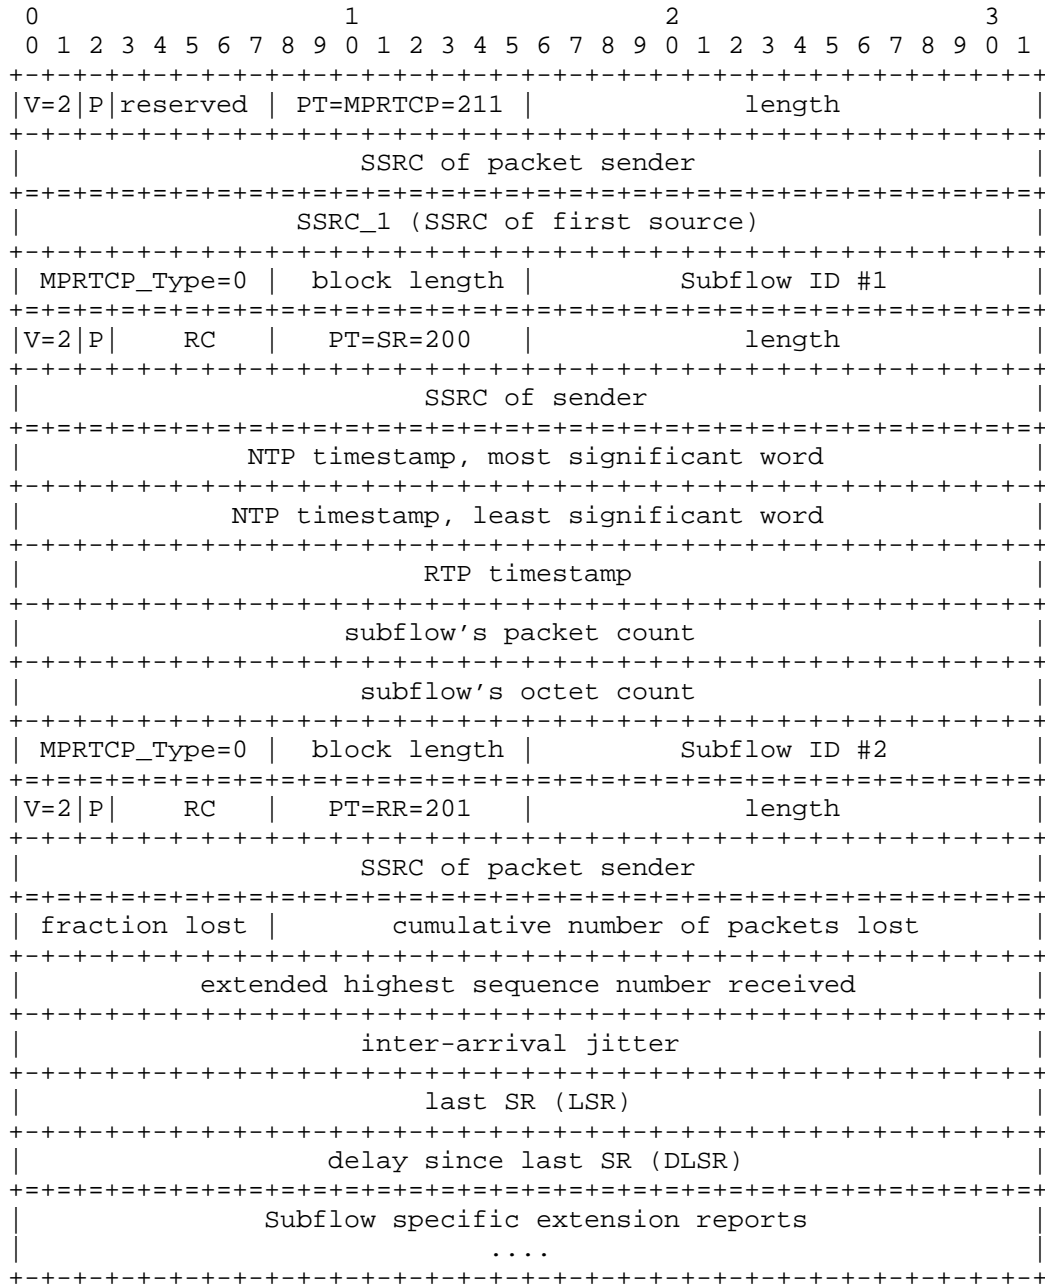 0                   1                   2                   3
 0 1 2 3 4 5 6 7 8 9 0 1 2 3 4 5 6 7 8 9 0 1 2 3 4 5 6 7 8 9 0 1
+-+-+-+-+-+-+-+-+-+-+-+-+-+-+-+-+-+-+-+-+-+-+-+-+-+-+-+-+-+-+-+-+
|V=2|P|reserved | PT=MPRTCP=211 |             length            |
+-+-+-+-+-+-+-+-+-+-+-+-+-+-+-+-+-+-+-+-+-+-+-+-+-+-+-+-+-+-+-+-+
|                     SSRC of packet sender                     |
+=+=+=+=+=+=+=+=+=+=+=+=+=+=+=+=+=+=+=+=+=+=+=+=+=+=+=+=+=+=+=+=+
|                 SSRC_1 (SSRC of first source)                 |
+-+-+-+-+-+-+-+-+-+-+-+-+-+-+-+-+-+-+-+-+-+-+-+-+-+-+-+-+-+-+-+-+
| MPRTCP_Type=0 |  block length |         Subflow ID #1         |
+=+=+=+=+=+=+=+=+=+=+=+=+=+=+=+=+=+=+=+=+=+=+=+=+=+=+=+=+=+=+=+=+
|V=2|P|    RC   |   PT=SR=200   |             length            |
+-+-+-+-+-+-+-+-+-+-+-+-+-+-+-+-+-+-+-+-+-+-+-+-+-+-+-+-+-+-+-+-+
|                         SSRC of sender                        |
+=+=+=+=+=+=+=+=+=+=+=+=+=+=+=+=+=+=+=+=+=+=+=+=+=+=+=+=+=+=+=+=+
|              NTP timestamp, most significant word             |
+-+-+-+-+-+-+-+-+-+-+-+-+-+-+-+-+-+-+-+-+-+-+-+-+-+-+-+-+-+-+-+-+
|             NTP timestamp, least significant word             |
+-+-+-+-+-+-+-+-+-+-+-+-+-+-+-+-+-+-+-+-+-+-+-+-+-+-+-+-+-+-+-+-+
|                         RTP timestamp                         |
+-+-+-+-+-+-+-+-+-+-+-+-+-+-+-+-+-+-+-+-+-+-+-+-+-+-+-+-+-+-+-+-+
|                    subflow’s packet count                     |
+-+-+-+-+-+-+-+-+-+-+-+-+-+-+-+-+-+-+-+-+-+-+-+-+-+-+-+-+-+-+-+-+
|                     subflow’s octet count                     |
+-+-+-+-+-+-+-+-+-+-+-+-+-+-+-+-+-+-+-+-+-+-+-+-+-+-+-+-+-+-+-+-+
| MPRTCP_Type=0 |  block length |         Subflow ID #2         |
+=+=+=+=+=+=+=+=+=+=+=+=+=+=+=+=+=+=+=+=+=+=+=+=+=+=+=+=+=+=+=+=+
|V=2|P|    RC   |   PT=RR=201   |             length            |
+-+-+-+-+-+-+-+-+-+-+-+-+-+-+-+-+-+-+-+-+-+-+-+-+-+-+-+-+-+-+-+-+
|                     SSRC of packet sender                     |
+=+=+=+=+=+=+=+=+=+=+=+=+=+=+=+=+=+=+=+=+=+=+=+=+=+=+=+=+=+=+=+=+
| fraction lost |       cumulative number of packets lost       |
+-+-+-+-+-+-+-+-+-+-+-+-+-+-+-+-+-+-+-+-+-+-+-+-+-+-+-+-+-+-+-+-+
|           extended highest sequence number received           |
+-+-+-+-+-+-+-+-+-+-+-+-+-+-+-+-+-+-+-+-+-+-+-+-+-+-+-+-+-+-+-+-+
|                     inter-arrival jitter                      |
+-+-+-+-+-+-+-+-+-+-+-+-+-+-+-+-+-+-+-+-+-+-+-+-+-+-+-+-+-+-+-+-+
|                         last SR (LSR)                         |
+-+-+-+-+-+-+-+-+-+-+-+-+-+-+-+-+-+-+-+-+-+-+-+-+-+-+-+-+-+-+-+-+
|                   delay since last SR (DLSR)                  |
+=+=+=+=+=+=+=+=+=+=+=+=+=+=+=+=+=+=+=+=+=+=+=+=+=+=+=+=+=+=+=+=+
|               Subflow specific extension reports              |
|                             ....                              |
+-+-+-+-+-+-+-+-+-+-+-+-+-+-+-+-+-+-+-+-+-+-+-+-+-+-+-+-+-+-+-+-+